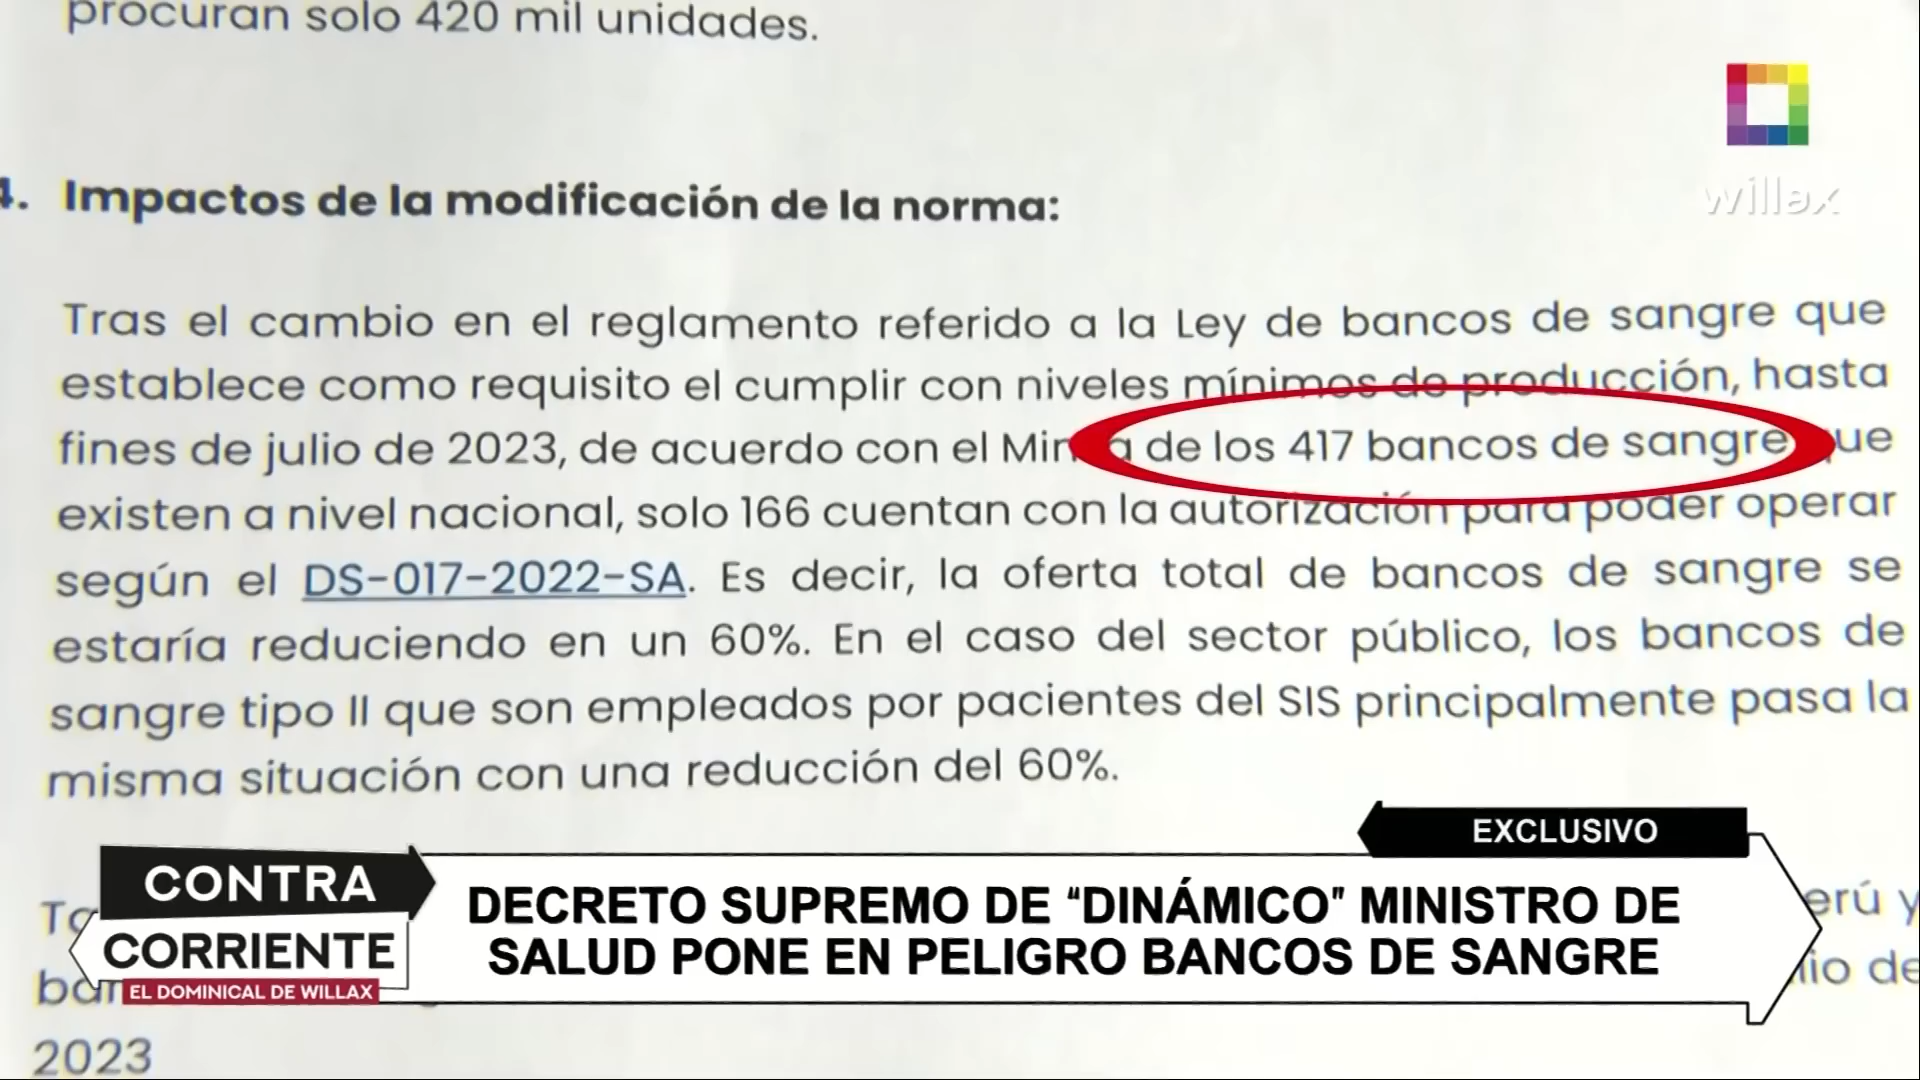 procuran solo 420 mil unidades.
willax
4. Impactos de la modificación de la norma:
Tras el cambio en el reglamento referido a la Ley de bancos de sangre que
establece como requisito el cumplir con niveles mínimos de producción, hasta
fines de julio de 2023, de acuerdo con el de los 417 bancos de sangre que
existen a nivel nacional, solo 166 cuentan con la autorización para poder operar
según el DS-017-2022-SA. Es decir, la oferta total de bancos de sangre se
estaría reduciendo en un 60%. En el caso del sector público, los bancos de
sangre tipo II que son empleados por pacientes del SIS principalmente pasa la
misma situación con una reducción del 60%.
EXCLUSIVO
CONTRA
CORRIENTE
EL DOMINICAL DE WILLAX
DECRETO SUPREMO DE “DINÁMICO" MINISTRO DE
SALUD PONE EN PELIGRO BANCOS DE SANGRE
y
de
2023